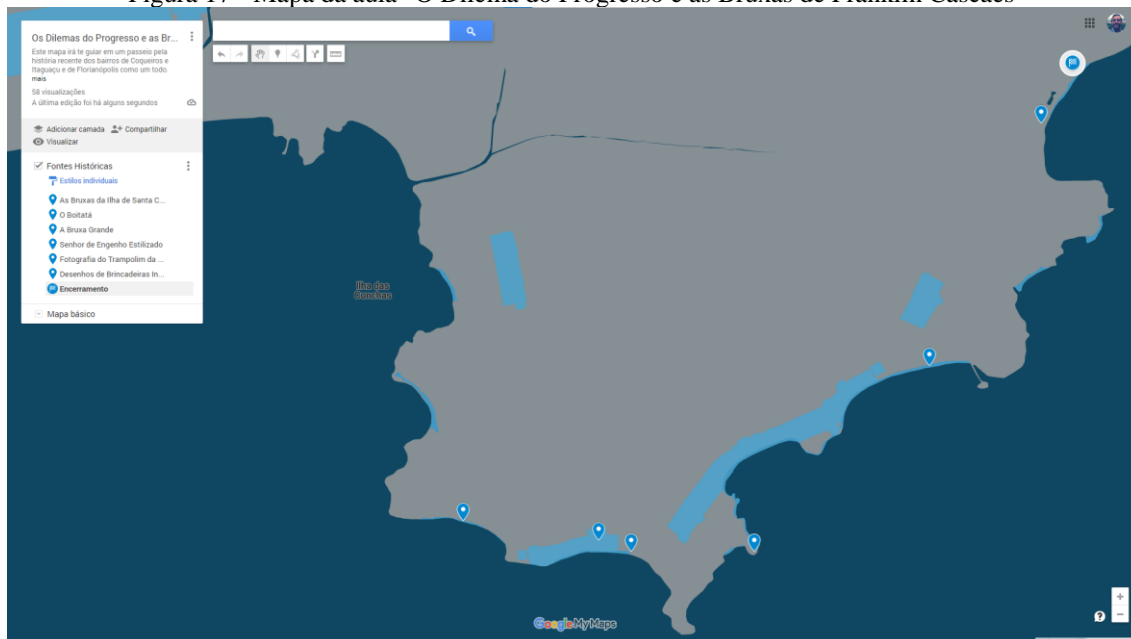 Figura 17 - Mapa da aula "O Dilema do Progresso e as Bruxas de Franklin Cascaes"
Os Dilemas do Progresso e as Br...
Este mapa irá te guiar em um passeio pela
história recente dos bairros de Coqueiros e
Itaguaçu e de Florianópolis como um todo.
mais
58 visualizações
A última edição foi há alguns segundos
Adicionar camada
Compartilhar
Visualizar
Fontes Históricas
Estilos individuais
As Bruxas da Ilha de Santa C...
O Boitatá
A Bruxa Grande
Senhor de Engenho Estilizado
Fotografia do Trampolim da ...
Desenhos de Brincadeiras In...
Encerramento
Mapa básico
Ilha das
Conchas
Google My Maps